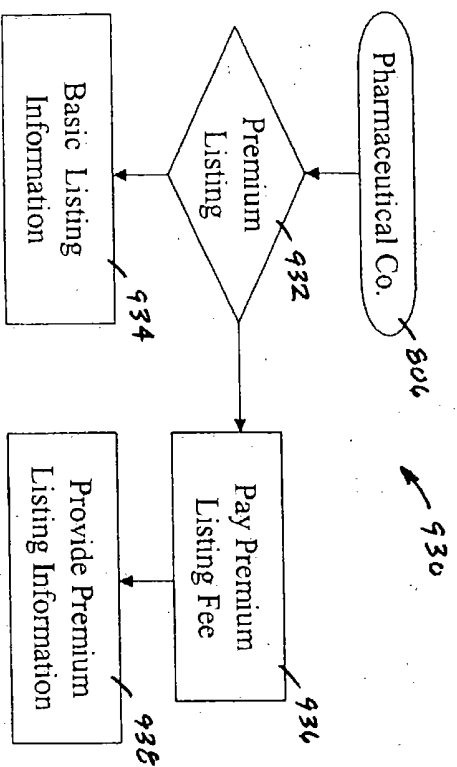 Pharmaceutical Co.
806
930
Premium
Listing
932
Pay Premium
Listing Fee
936
Basic Listing
Information
934
Provide Premium
Listing Information
938